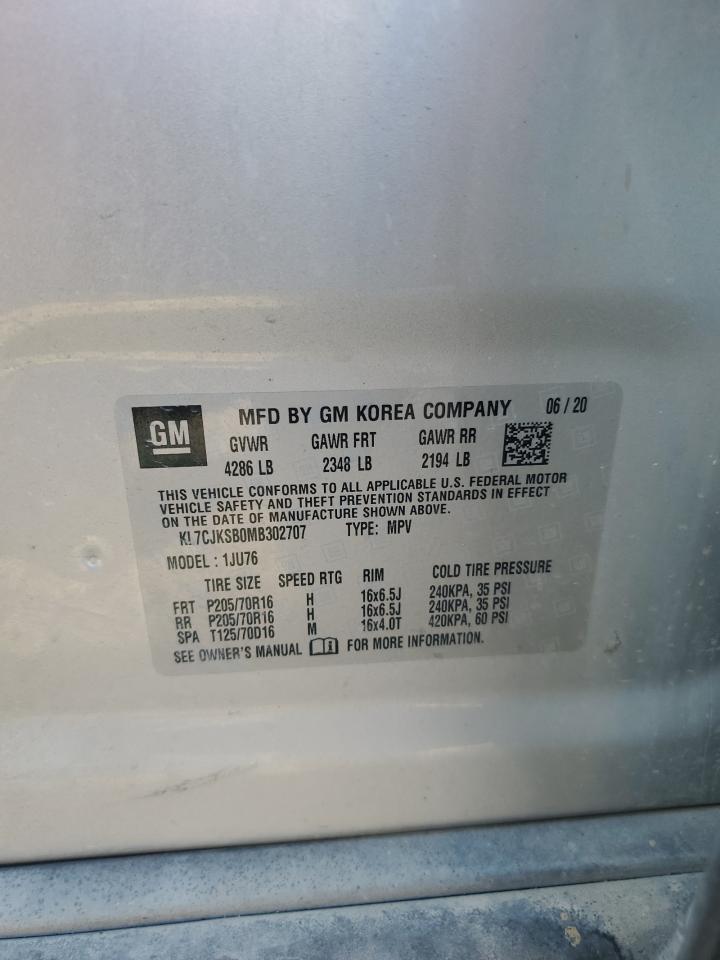 GM
MFD BY GM KOREA COMPANY 06 / 20
GVWR GAWR FRT GAWR RR
4286 LB 2348 LB 2194 LB
THIS VEHICLE CONFORMS TO ALL APPLICABLE U.S. FEDERAL MOTOR
VEHICLE SAFETY AND THEFT PREVENTION STANDARDS IN EFFECT
ON THE DATE OF MANUFACTURE SHOWN ABOVE.
KL7CJKSB0MB302707 TYPE: MPV
MODEL : 1JU76
TIRE SIZE SPEED RTG RIM COLD TIRE PRESSURE
FRT P205/70R16 H 16x6.5J 240KPA, 35 PSI
RR P205/70R16 H 16x6.5J 240KPA, 35 PSI
SPA T125/70D16 M 16x4.0T 420KPA, 60 PSI
SEE OWNER'S MANUAL FOR MORE INFORMATION.